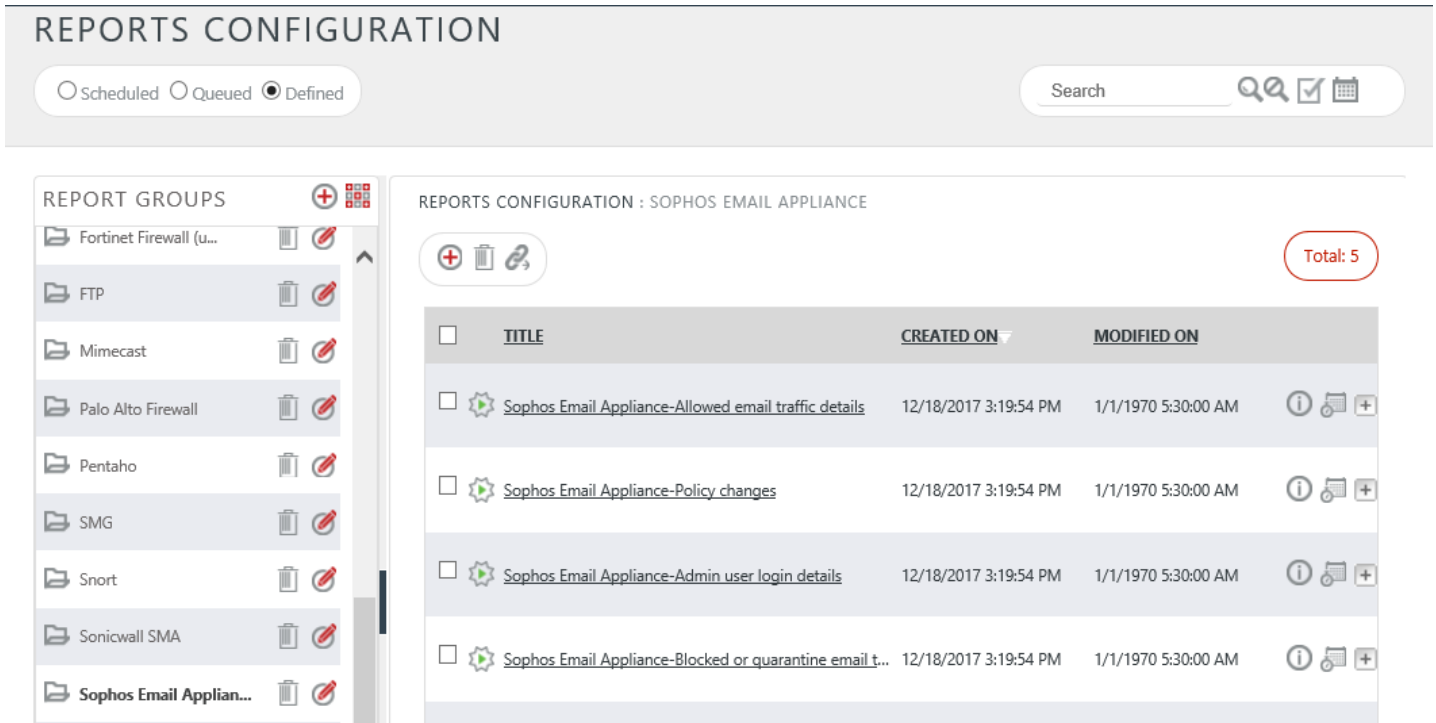 REPORTS CONFIGURATION
Scheduled Queued Defined
Search
REPORT GROUPS
Fortinet Firewall (u...
FTP
Mimecast
Palo Alto Firewall
Pentaho
SMG
Snort
Sonicwall SMA
Sophos Email Applian...
REPORTS CONFIGURATION : SOPHOS EMAIL APPLIANCE
Total: 5
TITLE CREATED ON MODIFIED ON
Sophos Email Appliance-Allowed email traffic details 12/18/2017 3:19:54 PM 1/1/1970 5:30:00 AM
Sophos Email Appliance-Policy changes 12/18/2017 3:19:54 PM 1/1/1970 5:30:00 AM
Sophos Email Appliance-Admin user login details 12/18/2017 3:19:54 PM 1/1/1970 5:30:00 AM
Sophos Email Appliance-Blocked or quarantine email t... 12/18/2017 3:19:54 PM 1/1/1970 5:30:00 AM